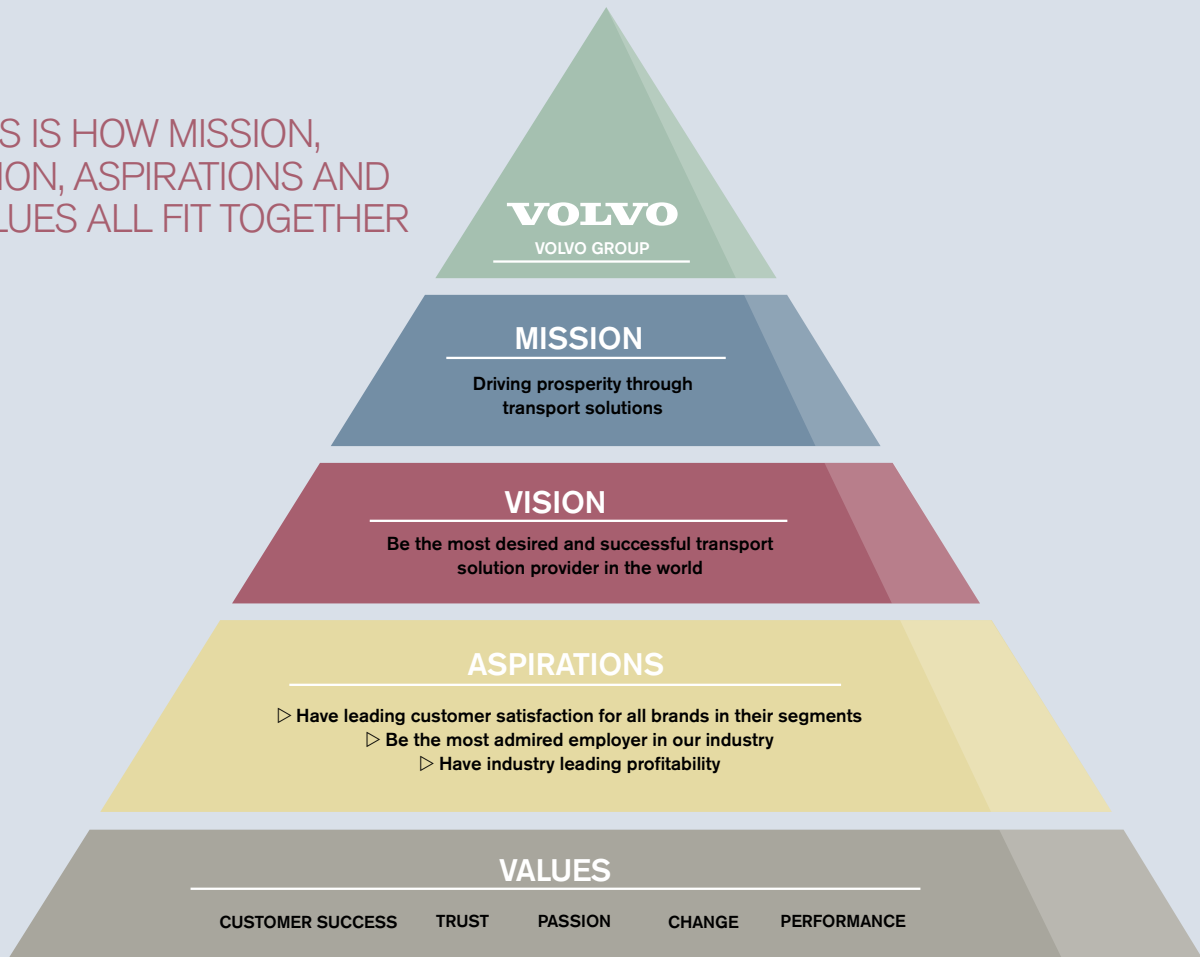 S IS HOW MISSION,
ION, ASPIRATIONS AND
LUES ALL FIT TOGETHER
VOLVO
VOLVO GROUP
MISSION
Driving prosperity through
transport solutions
VISION
Be the most desired and successful transport
solution provider in the world
ASPIRATIONS
▷ Have leading customer satisfaction for all brands in their segments
▷ Be the most admired employer in our industry
▷ Have industry leading profitability
VALUES
CUSTOMER SUCCESS TRUST PASSION CHANGE PERFORMANCE